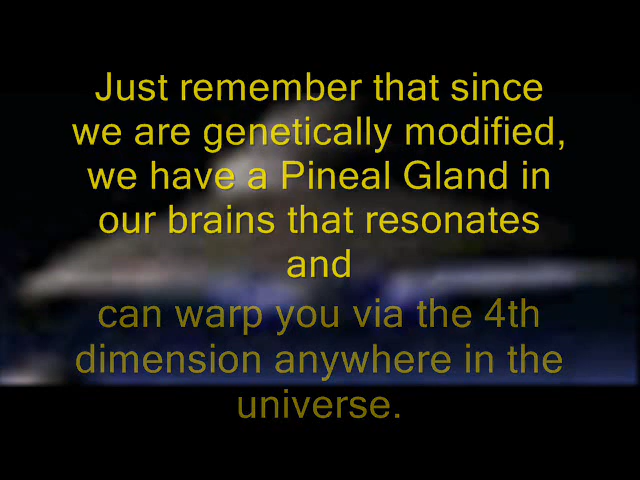 Just remember that since
we are genetically modified,
we have a Pineal Gland in
our brains that resonates
and
can warp you via the 4th
dimension anywhere in the
universe.